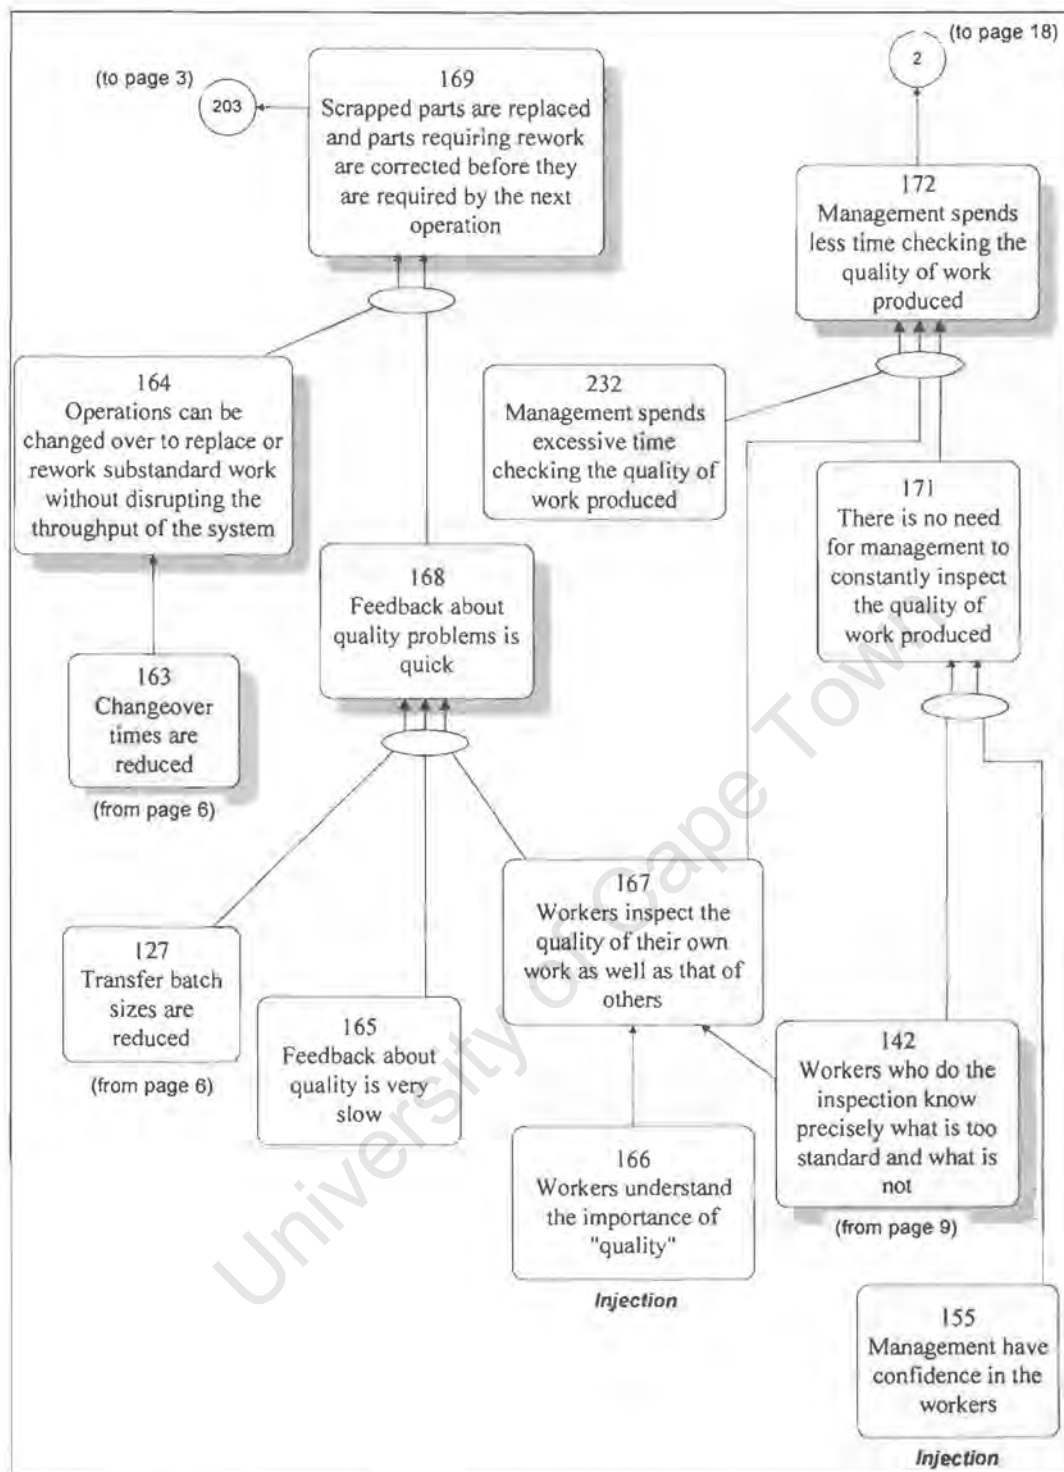 (to page 18)
2
(to page 3)
203
169
Scrapped parts are replaced
and parts requiring rework
are corrected before they
are required by the next
operation
172
Management spends
less time checking the
quality of work
produced
164
Operations can be
changed over to replace or
rework substandard work
without disrupting the
throughput of the system
232
Management spends
excessive time
checking the quality of
work produced
171
There is no need
for management to
constantly inspect
the quality of
work produced
168
Feedback about
quality problems is
quick
163
Changeover
times are
reduced
(from page 6)
167
Workers inspect the
quality of their own
work as well as that of
others
127
Transfer batch
sizes are
reduced
(from page 6)
165
Feedback about
quality is very
slow
142
Workers who do the
inspection know
precisely what is too
standard and what is
not
(from page 9)
166
Workers understand
the importance of
"quality"
Injection
155
Management have
confidence in the
workers
Injection
University of Cape Town